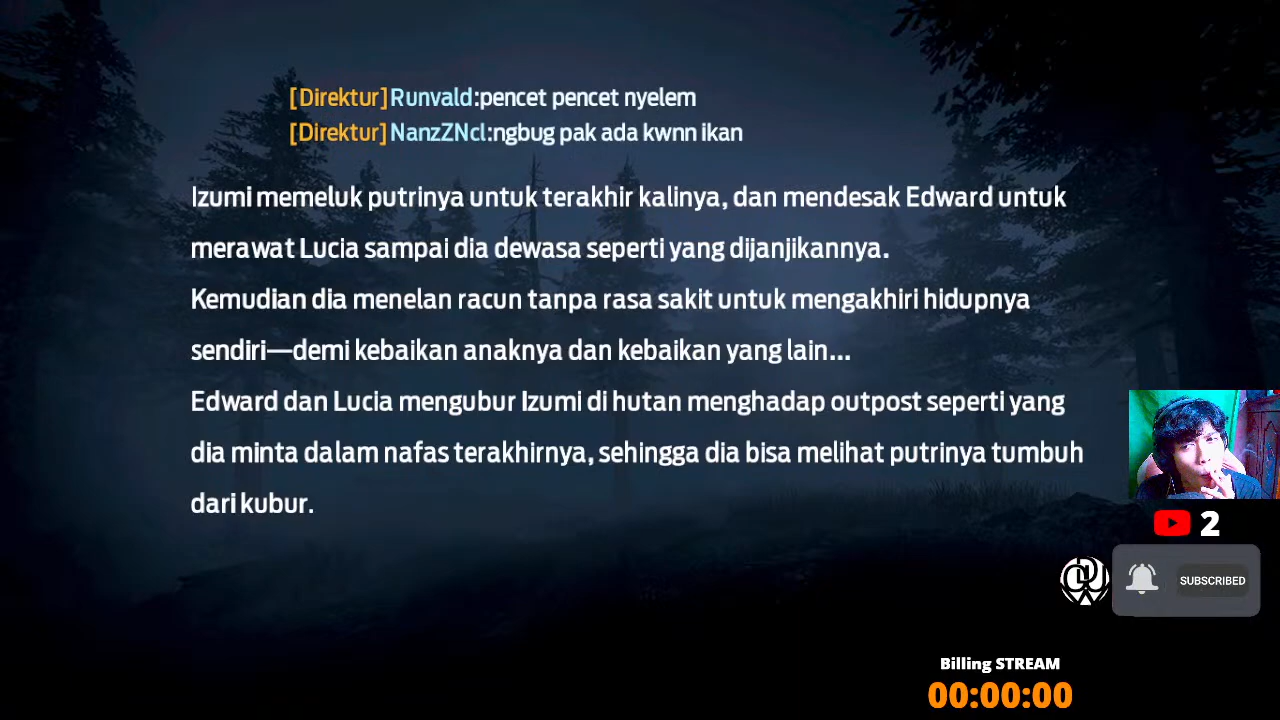 [Direktur]Runvald:pencet pencet nyelem
[Direktur]NanzZNcl:ngbug pak ada kwnn ikan
Izumi memeluk putrinya untuk terakhir kalinya, dan mendesak Edward untuk
merawat Lucia sampai dia dewasa seperti yang dijanjikannya.
Kemudian dia menelan racun tanpa rasa sakit untuk mengakhiri hidupnya
sendiri—demi kebaikan anaknya dan kebaikan yang lain...
Edward dan Lucia mengubur Izumi di hutan menghadap outpost seperti yang
dia minta dalam nafas terakhirnya, sehingga dia bisa melihat putrinya tumbuh
dari kubur.
2
SUBSCRIBED
Billing STREAM
00:00:00